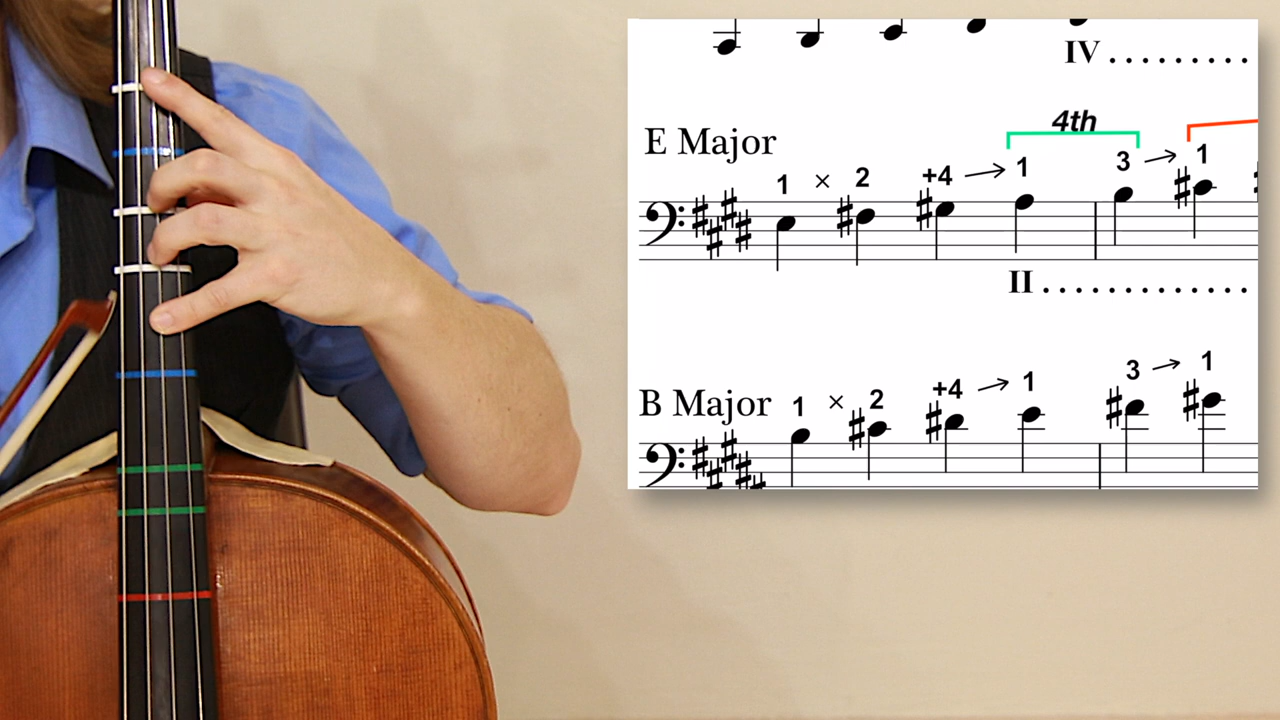 IV . . . . . . . . .
4th
E Major
1 × 2 +4 → 1 3 → 1
II . . . . . . . . . . . . .
B Major
1 × 2 +4 → 1 3 → 1